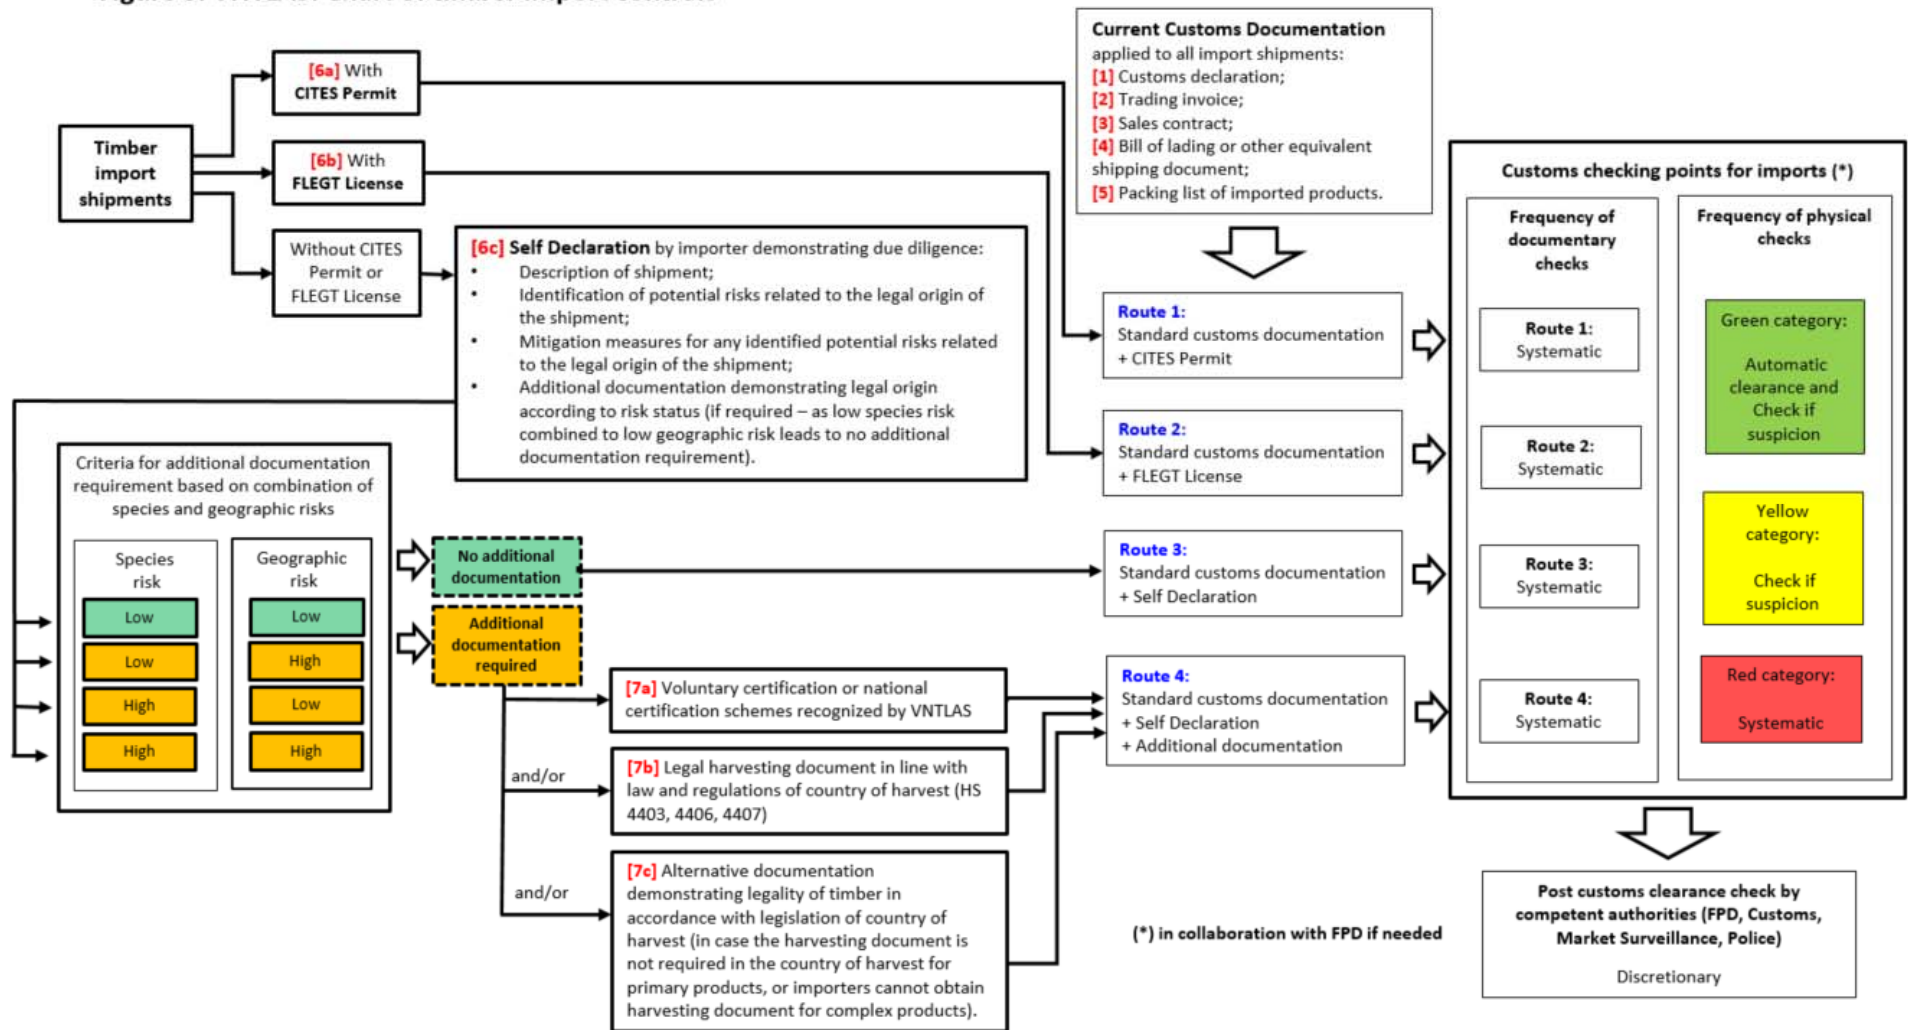 [6a] With
CITES Permit
Timber
import
shipments
[6b] With
FLEGT License
Without CITES
Permit or
FLEGT License
[6c] Self Declaration by importer demonstrating due diligence:
• Description of shipment;
• Identification of potential risks related to the legal origin of
the shipment;
• Mitigation measures for any identified potential risks related
to the legal origin of the shipment;
• Additional documentation demonstrating legal origin
according to risk status (if required – as low species risk
combined to low geographic risk leads to no additional
documentation requirement).
Criteria for additional documentation
requirement based on combination of
species and geographic risks
Species
risk
Low
Low
High
High
Geographic
risk
Low
High
Low
High
No additional
documentation
Additional
documentation
required
[7a] Voluntary certification or national
certification schemes recognized by VNTLAS
and/or
[7b] Legal harvesting document in line with
law and regulations of country of harvest (HS
4403, 4406, 4407)
and/or
[7c] Alternative documentation
demonstrating legality of timber in
accordance with legislation of country of
harvest (in case the harvesting document is
not required in the country of harvest for
primary products, or importers cannot obtain
harvesting document for complex products).
Current Customs Documentation
applied to all import shipments:
[1] Customs declaration;
[2] Trading invoice;
[3] Sales contract;
[4] Bill of lading or other equivalent
shipping document;
[5] Packing list of imported products.
Route 1:
Standard customs documentation
+ CITES Permit
Route 2:
Standard customs documentation
+ FLEGT License
Route 3:
Standard customs documentation
+ Self Declaration
Route 4:
Standard customs documentation
+ Self Declaration
+ Additional documentation
Customs checking points for imports (*)
Frequency of
documentary
checks
Route 1:
Systematic
Route 2:
Systematic
Route 3:
Systematic
Route 4:
Systematic
Frequency of physical
checks
Green category:
Automatic
clearance and
Check if
suspicion
Yellow
category:
Check if
suspicion
Red category:
Systematic
(*) in collaboration with FPD if needed
Post customs clearance check by
competent authorities (FPD, Customs,
Market Surveillance, Police)
Discretionary